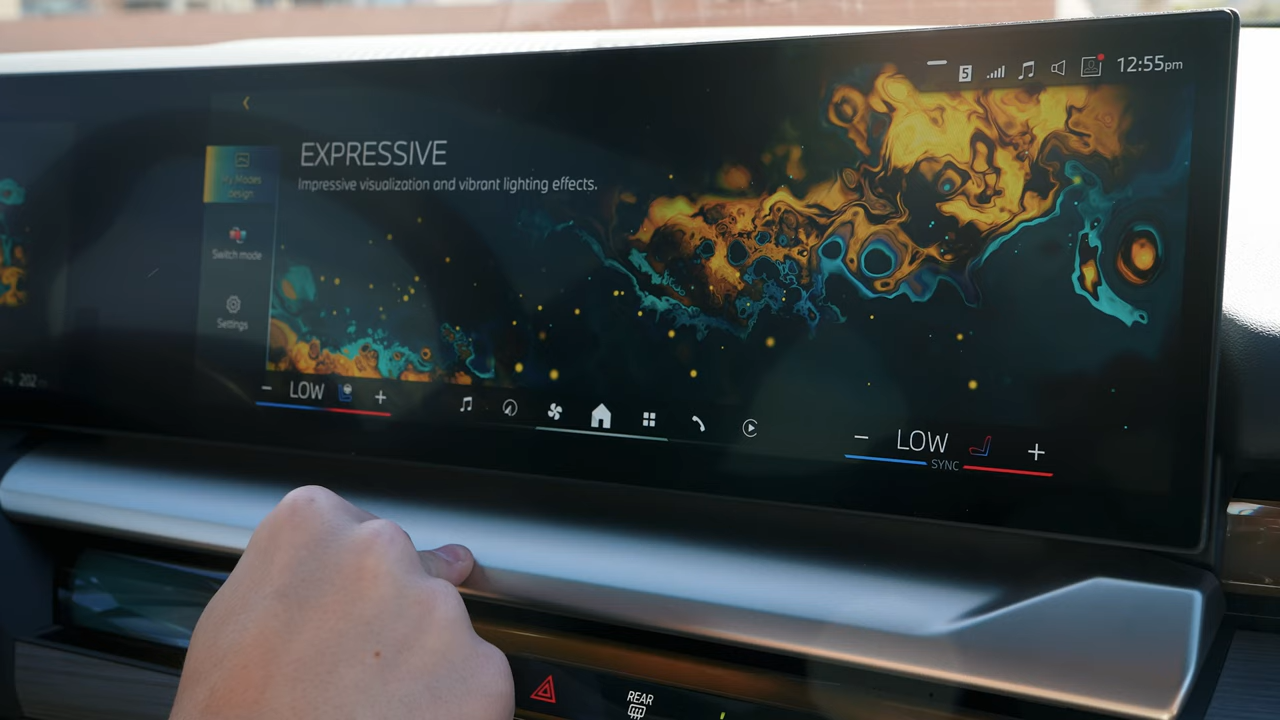 5
12:55pm
EXPRESSIVE
Impressive visualization and vibrant lighting effects.
My Modes
design
Switch mode
Settings
202
LOW
LOW
SYNC
REAR